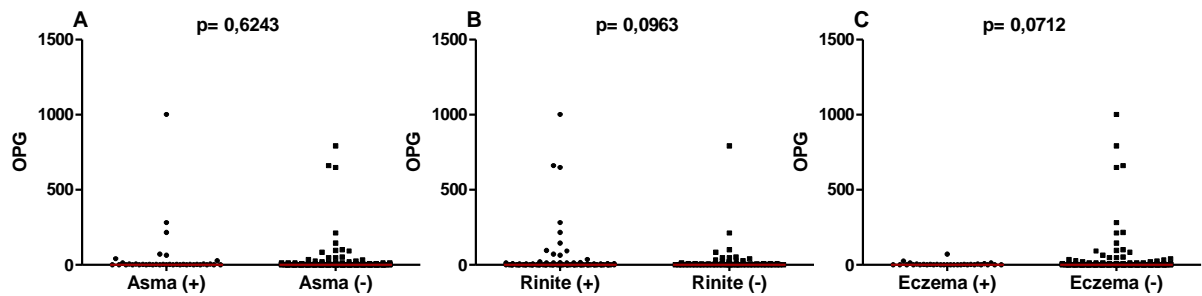 A
p= 0,6243
1500
1000
500
0
OPG
Asma (+)
Asma (-)
B
p= 0,0963
1500
1000
500
0
OPG
Rinite (+)
Rinite (-)
C
p= 0,0712
1500
1000
500
0
OPG
Eczema (+)
Eczema (-)